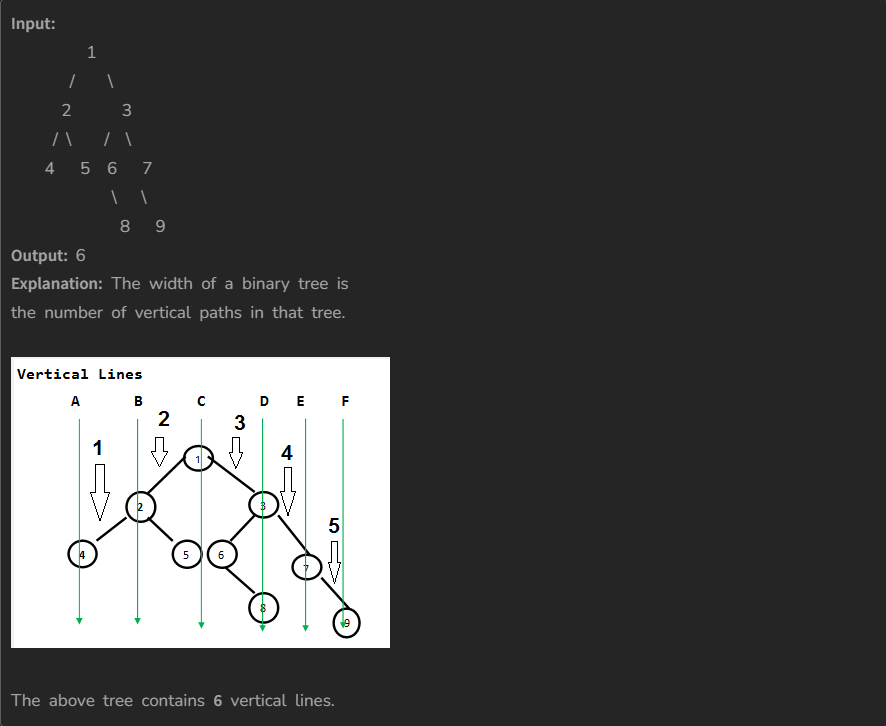 Input:
1
/ \
2 3
/ \ / \
4 5 6 7
\ \
8 9
Output: 6
Explanation: The width of a binary tree is
the number of vertical paths in that tree.
Vertical Lines
A B C D E F
2 3
1 4
1
2 3
5
4 5 6 7
8
9
The above tree contains 6 vertical lines.